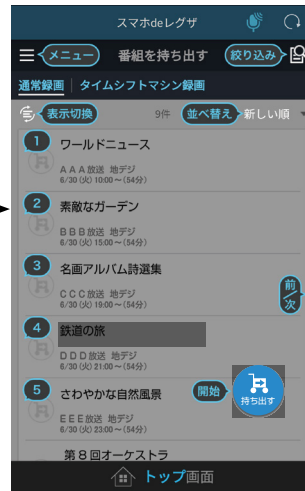 スマホdeレグザ
メニュー 番組を持ち出す 絞り込み
通常録画 | タイムシフトマシン録画
表示切換 9件 並べ替え 新しい順
1 ワールドニュース
AAA放送 地デジ
6/30(火)10:00～(54分)
2 素敵なガーデン
BBB放送 地デジ
6/30(火)15:00～(54分)
3 名画アルバム詩選集
CCC放送 地デジ
6/30(火)19:00～(54分)
前/次
4 鉄道の旅
DDD放送 地デジ
6/30(火)21:00～(54分)
5 さわやかな自然風景 開始 持ち出す
EEE放送 地デジ
6/30(火)23:00～(54分)
第8回オーケストラ
トップ画面